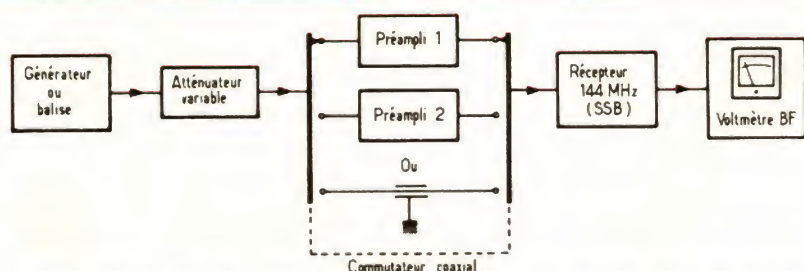 Générateur
ou
balise
Atténuateur
variable
Préampli 1
Préampli 2
Ou
Récepteur
144 MHz
(SSB)
Voltmètre BF
Commutateur coaxial